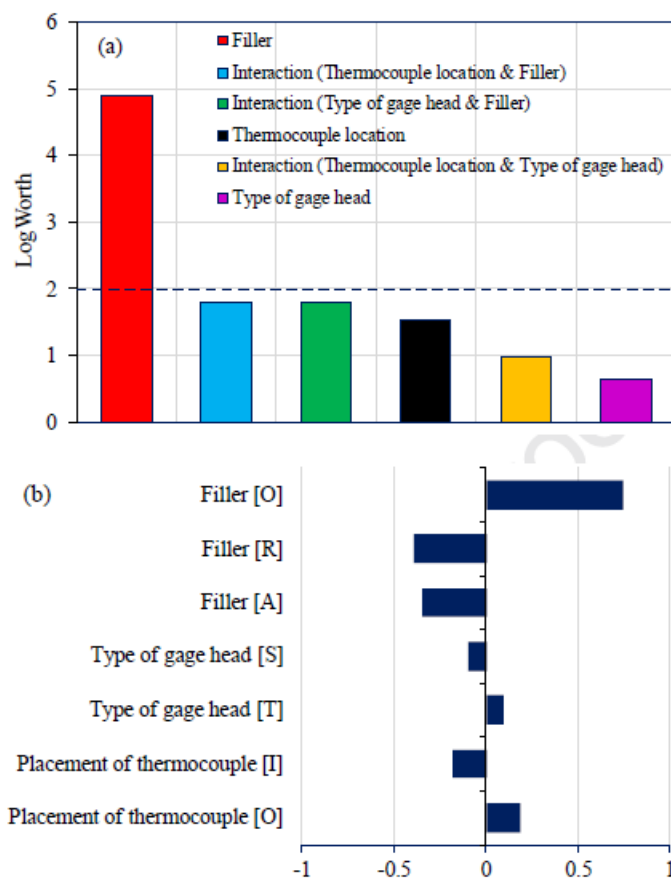 (a)
Filler
Interaction (Thermocouple location & Filler)
Interaction (Type of gage head & Filler)
Thermocouple location
Interaction (Thermocouple location & Type of gage head)
Type of gage head
Log Worth
6
5
4
3
2
1
0
(b)
Filler [O]
Filler [R]
Filler [A]
Type of gage head [S]
Type of gage head [T]
Placement of thermocouple [I]
Placement of thermocouple [O]
-1 -0.5 0 0.5 1